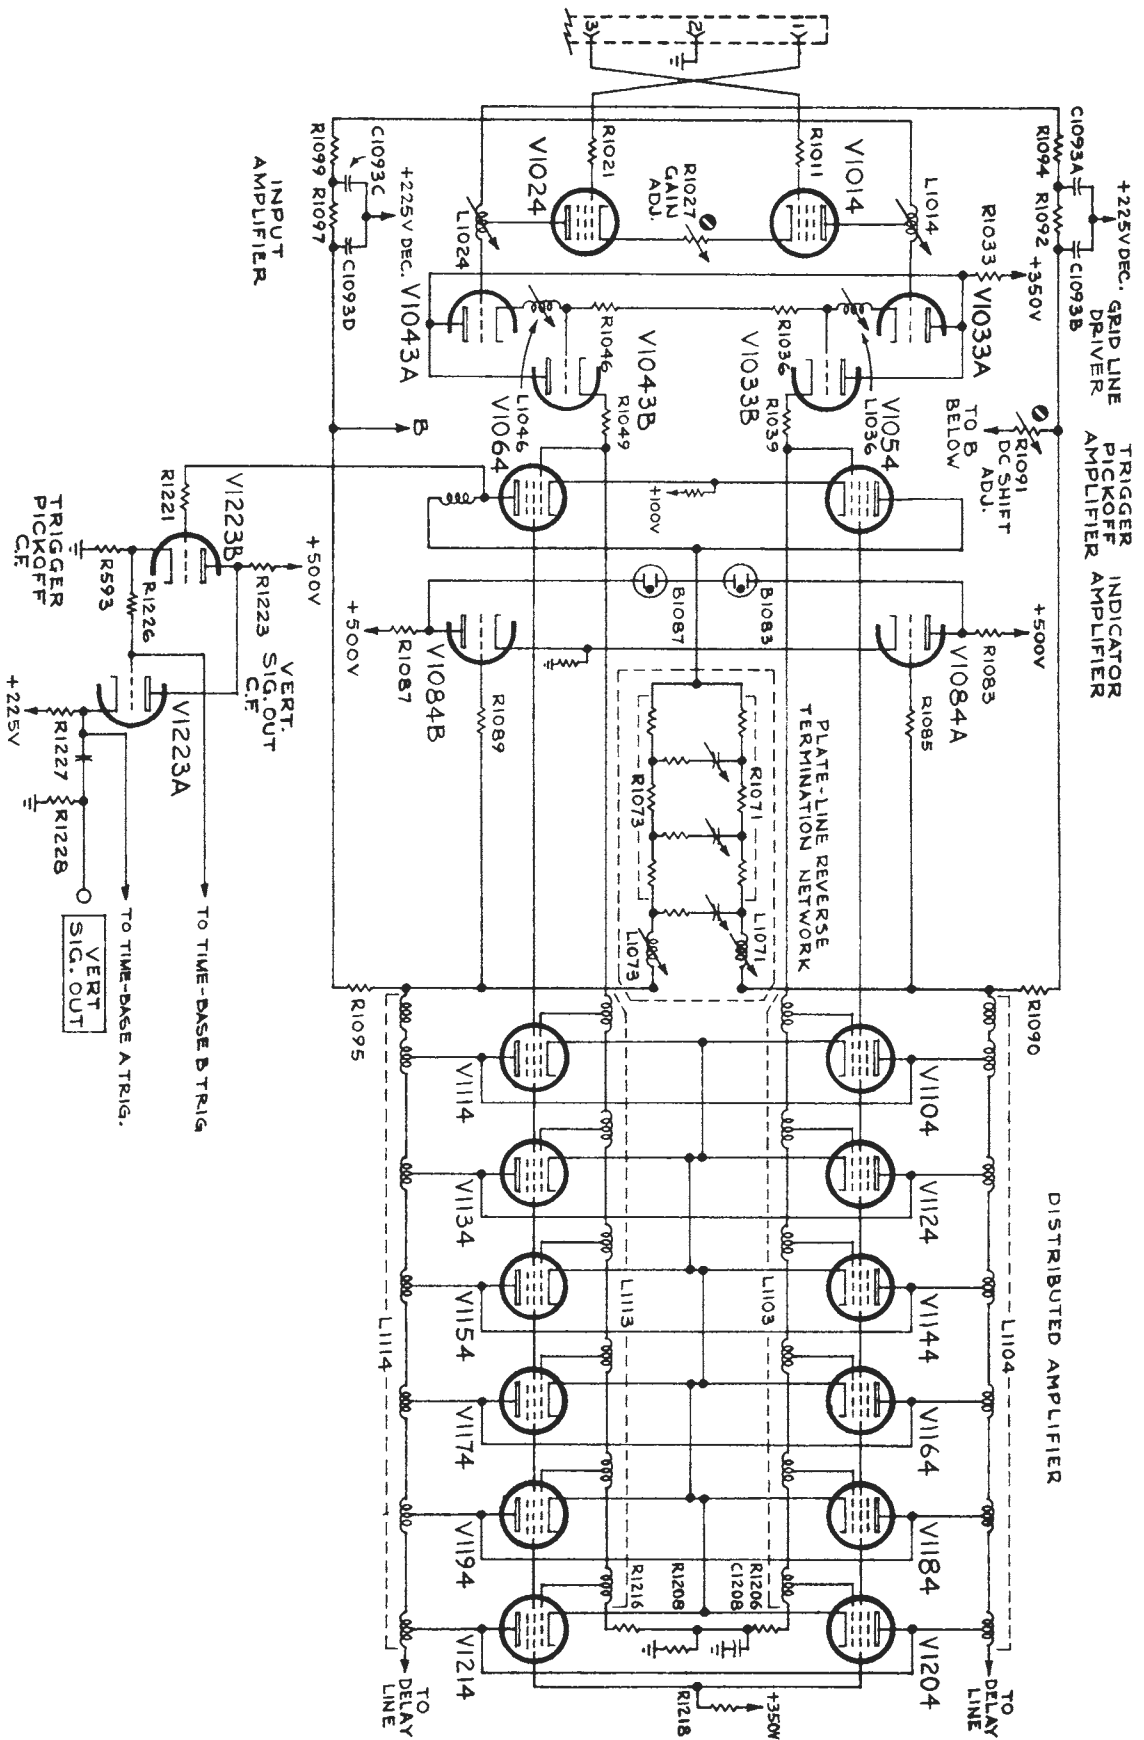 +225V DEC.
GRID LINE
DRIVER
TRIGGER
PICKOFF
AMPLIFIER
INDICATOR
AMPLIFIER
DISTRIBUTED AMPLIFIER
C1093A
R1094
R1092
C1093B
+350V
R1033
R1091
DC SHIFT
ADJ.
TO B
BELOW
+500V
R1083
R1090
L1104
TO
DELAY
LINE
1
2
3
R1011
V1014
L1014
V1033A
R1036
V1033B
L1036
R1039
V1054
V1084A
R1085
V1104
V1124
V1144
V1164
V1184
V1204
R1027
GAIN
ADJ.
+100V
B1083
B1087
PLATE-LINE REVERSE
TERMINATION NETWORK
R1071
R1073
L1071
L1073
L1103
L1113
R1206
C1208
R1208
R1216
+350V
R1218
R1021
V1024
L1024
V1043A
R1046
V1043B
L1046
R1049
V1064
V1084B
R1089
V1114
V1134
V1154
V1174
V1194
V1214
L1114
TO
DELAY
LINE
+225V DEC.
C1093C
R1099
R1097
C1093D
INPUT
AMPLIFIER
B
+500V
R1087
R1095
+500V
R1223
V1223B
R1221
R593
R1226
TRIGGER
PICKOFF
C.F.
VERT.
SIG. OUT
C.F.
V1223A
+225V
R1227
R1228
TO TIME-BASE B TRIG
TO TIME-BASE A TRIG.
VERT
SIG. OUT